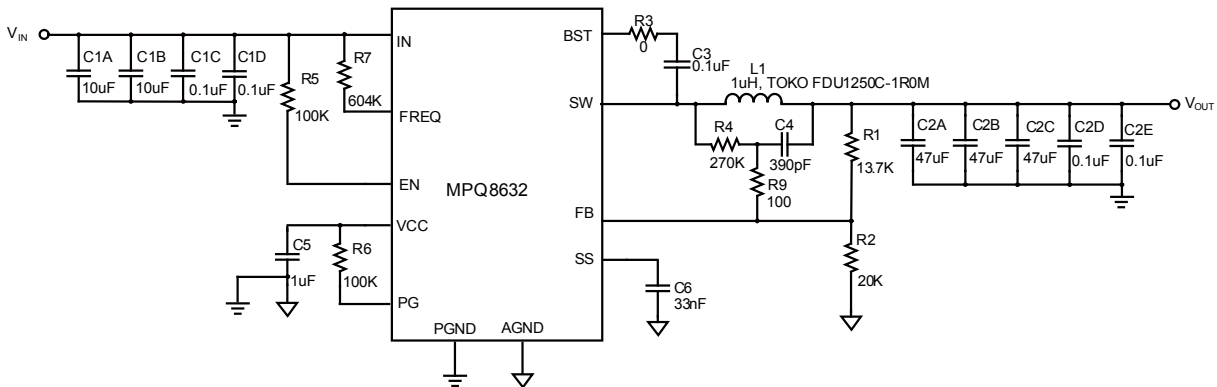 VIN
C1A
10uF
C1B
10uF
C1C
0.1uF
C1D
0.1uF
R5
100K
R7
604K
IN
FREQ
EN
VCC
PG
PGND
AGND
MPQ8632
BST
SW
FB
SS
C5
1uF
R6
100K
R3
0
C3
0.1uF
L1
1uH, TOKO FDU1250C-1R0M
R4
270K
C4
390pF
R9
100
R1
13.7K
R2
20K
C6
33nF
C2A
47uF
C2B
47uF
C2C
47uF
C2D
0.1uF
C2E
0.1uF
VOUT